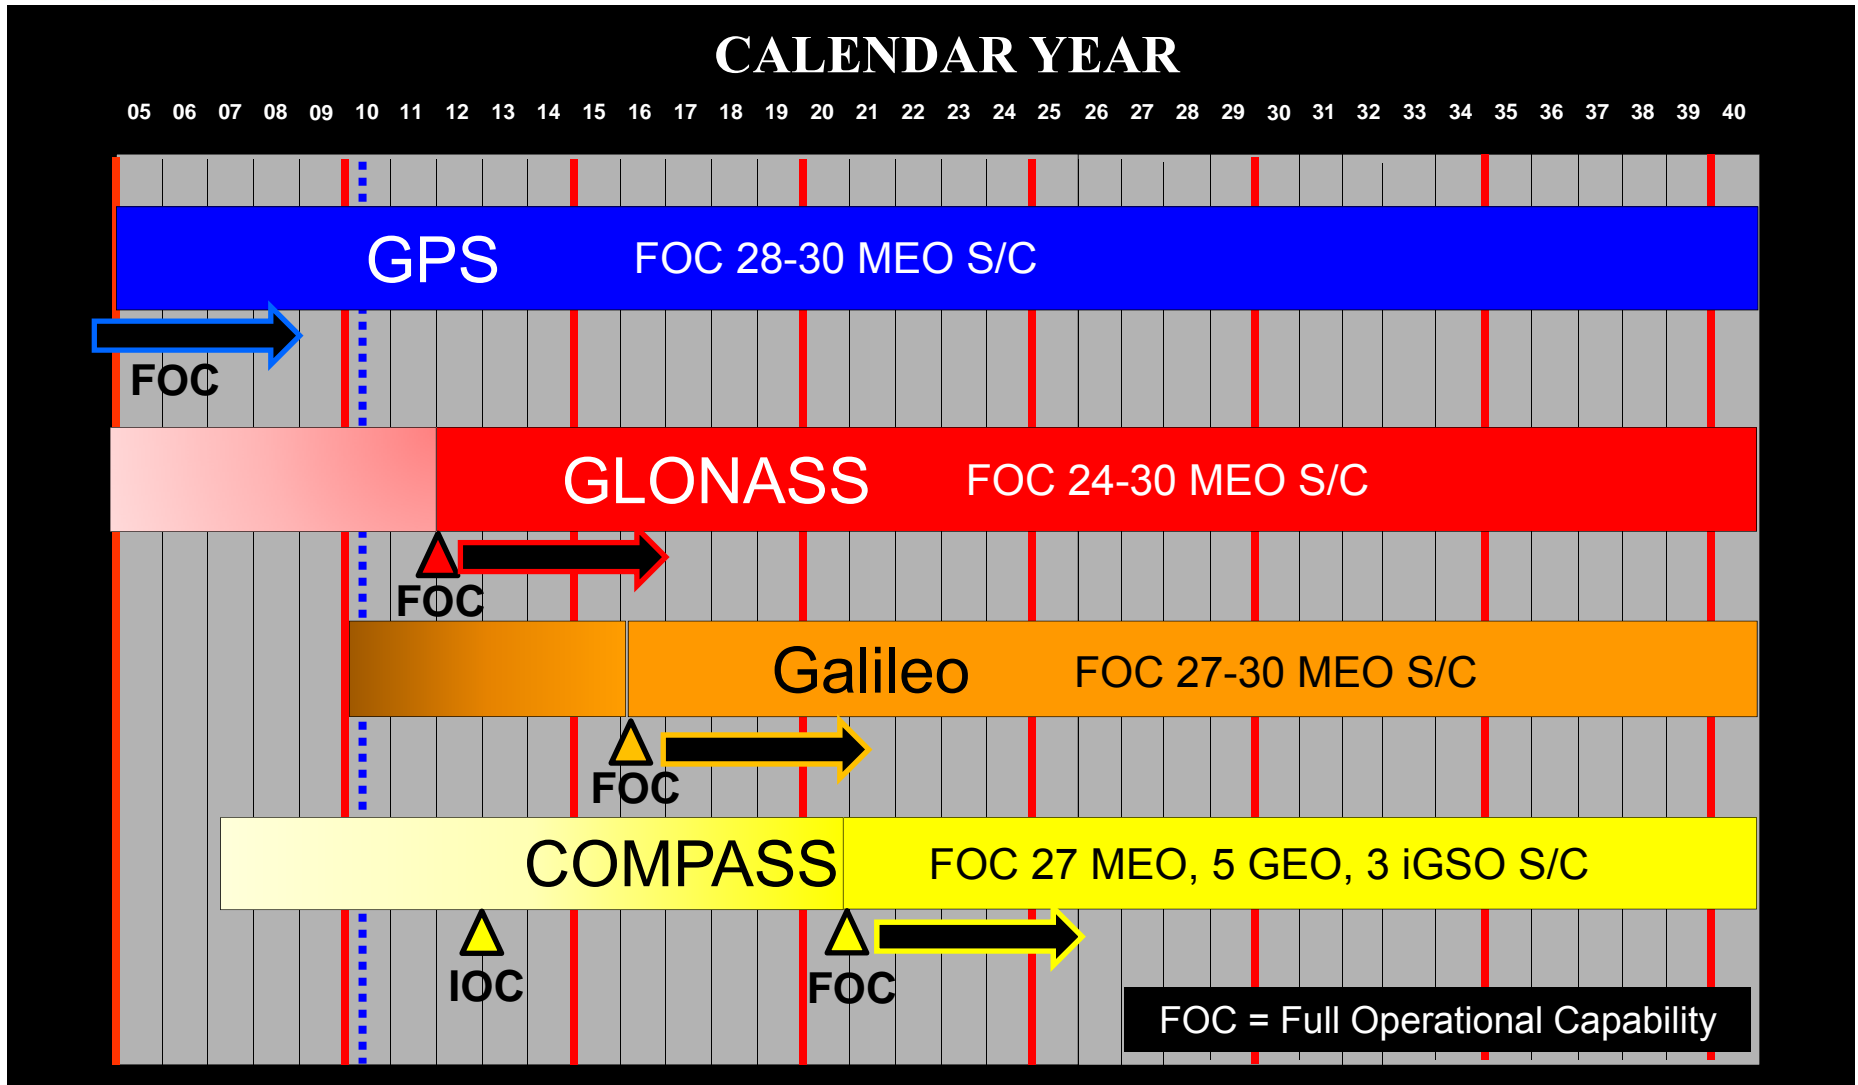 CALENDAR YEAR
05 06 07 08 09 10 11 12 13 14 15 16 17 18 19 20 21 22 23 24 25 26 27 28 29 30 31 32 33 34 35 36 37 38 39 40
GPS FOC 28-30 MEO S/C
FOC
GLONASS FOC 24-30 MEO S/C
FOC
Galileo FOC 27-30 MEO S/C
FOC
COMPASS FOC 27 MEO, 5 GEO, 3 iGSO S/C
IOC FOC
FOC = Full Operational Capability